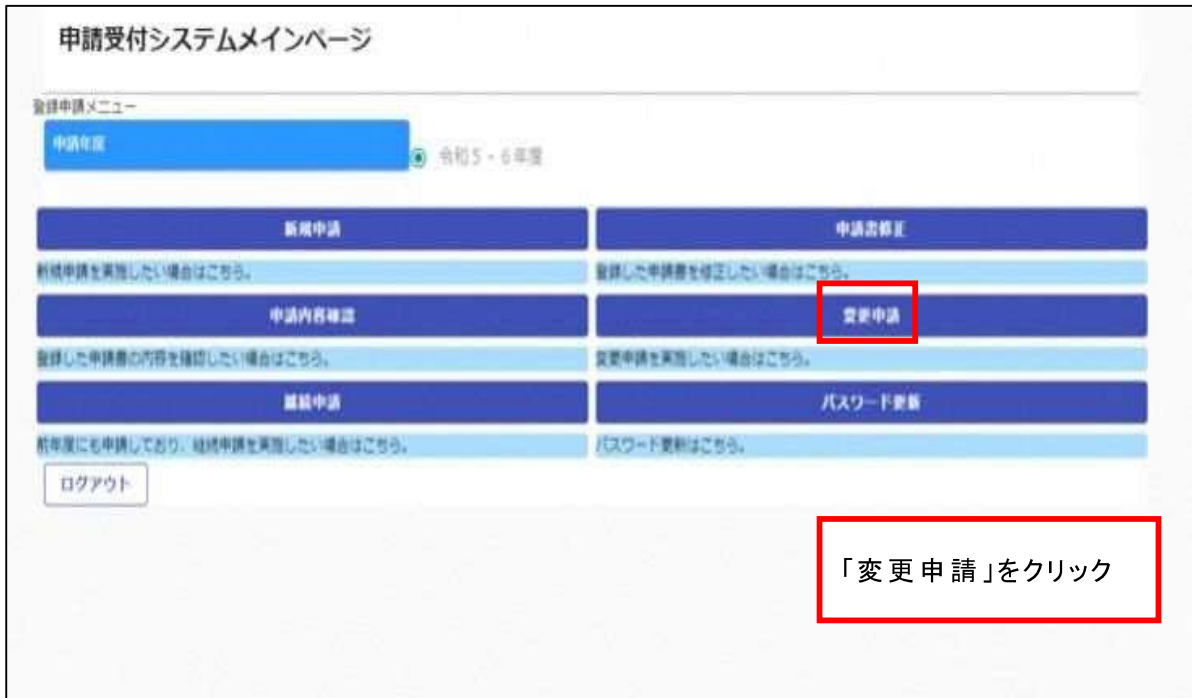 申請受付システムメインページ
登録申請メニュー
申請年度
令和5・6年度
新規申請
申請書修正
新規申請を実施したい場合はこちら。
登録した申請書を修正したい場合はこちら。
申請内容確認
変更申請
登録した申請書の内容を確認したい場合はこちら。
変更申請を実施したい場合はこちら。
継続申請
パスワード更新
前年度にも申請しており、継続申請を実施したい場合はこちら。
パスワード更新はこちら。
ログアウト
「変更申請」をクリック